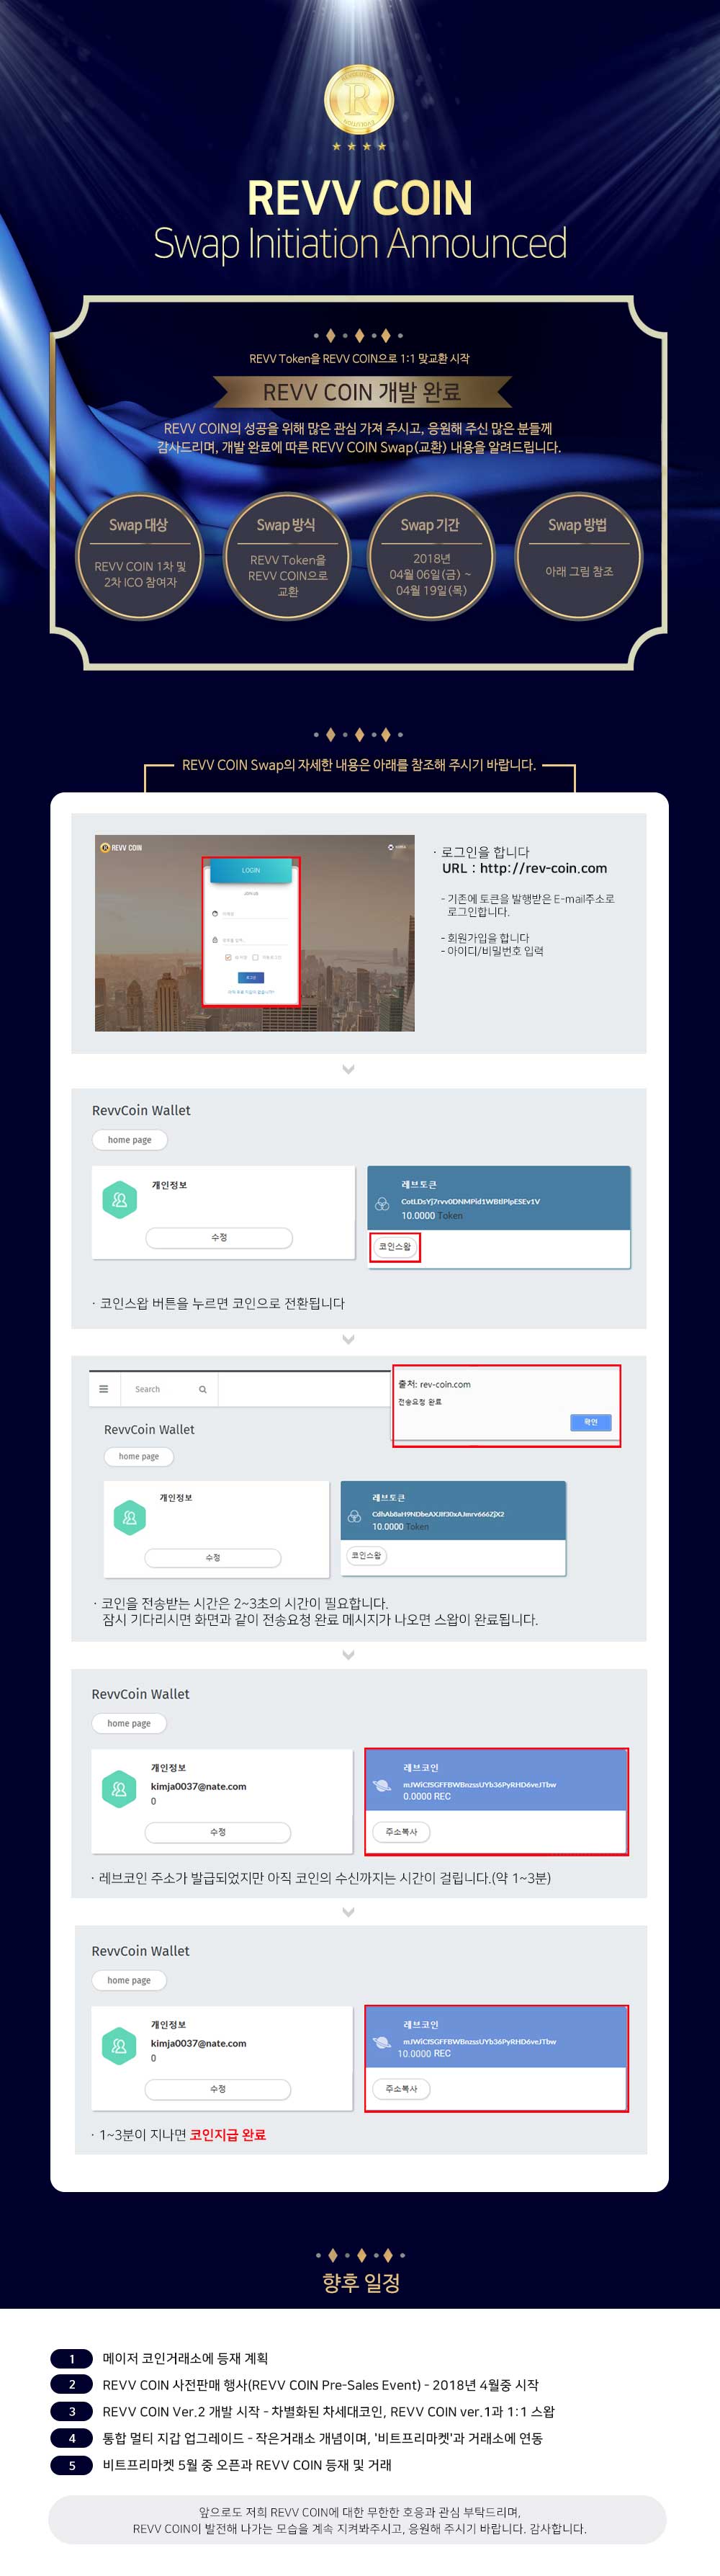 REVV COIN
Swap Initiation Announced
REVV Token을 REVV COIN으로 1:1 맞교환 시작
REVV COIN 개발 완료
REVV COIN의 성공을 위해 많은 관심 가져 주시고, 응원해 주신 많은 분들께
감사드리며, 개발 완료에 따른 REVV COIN Swap(교환) 내용을 알려드립니다.
Swap 대상
REVV COIN 1차 및
2차 ICO 참여자
Swap 방식
REVV Token을
REVV COIN으로
교환
Swap 기간
2018년
04월 06일(금) ~
04월 19일(목)
Swap 방법
아래 그림 참조
REVV COIN Swap의 자세한 내용은 아래를 참조해 주시기 바랍니다.
REVV COIN
LOGIN
· 로그인을 합니다
URL : http://rev-coin.com
- 기존에 토큰을 발행받은 E-mail주소로
로그인합니다.
- 회원가입을 합니다
- 아이디/비밀번호 입력
RevvCoin Wallet
home page
개인정보
수정
레브토큰
10.0000 Token
코인스왑
· 코인스왑 버튼을 누르면 코인으로 전환됩니다
Search
출처: rev-coin.com
전송요청 완료
확인
RevvCoin Wallet
home page
개인정보
수정
레브토큰
10.0000 Token
코인스왑
· 코인을 전송받는 시간은 2~3초의 시간이 필요합니다.
잠시 기다리시면 화면과 같이 전송요청 완료 메시지가 나오면 스왑이 완료됩니다.
RevvCoin Wallet
home page
개인정보
kimja0037@nate.com
0
수정
레브코인
0.0000 REC
주소복사
· 레브코인 주소가 발급되었지만 아직 코인의 수신까지는 시간이 걸립니다.(약 1~3분)
RevvCoin Wallet
home page
개인정보
kimja0037@nate.com
0
수정
레브코인
10.0000 REC
주소복사
· 1~3분이 지나면 코인지급 완료
향후 일정
1 메이저 코인거래소에 등재 계획
2 REVV COIN 사전판매 행사(REVV COIN Pre-Sales Event) - 2018년 4월중 시작
3 REVV COIN Ver.2 개발 시작 - 차별화된 차세대코인, REVV COIN ver.1과 1:1 스왑
4 통합 멀티 지갑 업그레이드 - 작은거래소 개념이며, '비트프리마켓'과 거래소에 연동
5 비트프리마켓 5월 중 오픈과 REVV COIN 등재 및 거래
앞으로도 저희 REVV COIN에 대한 무한한 호응과 관심 부탁드리며,
REVV COIN이 발전해 나가는 모습을 계속 지켜봐주시고, 응원해 주시기 바랍니다. 감사합니다.